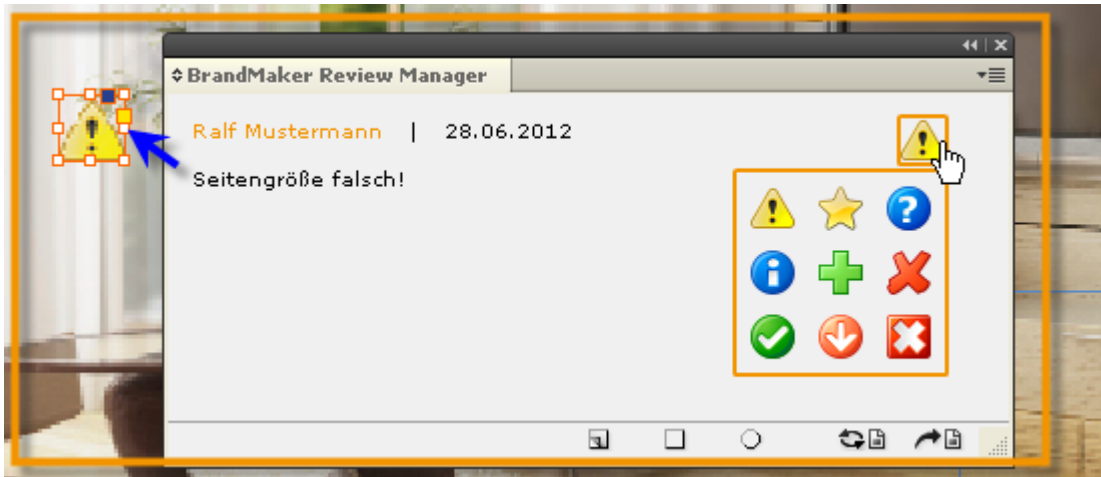 BrandMaker Review Manager
Ralf Mustermann | 28.06.2012
Seitengröße falsch!